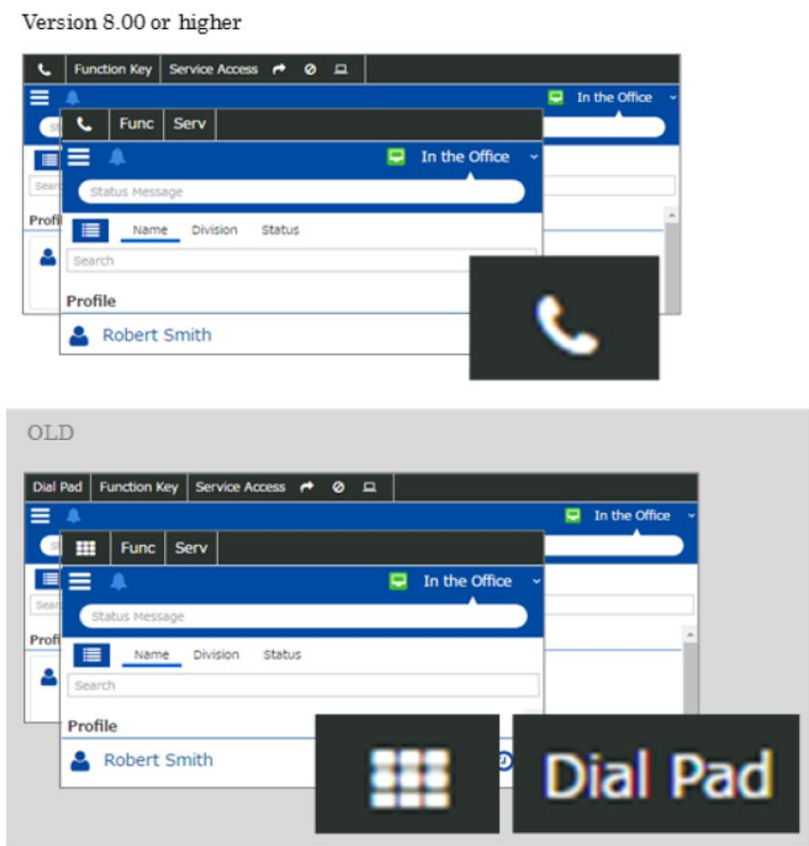 Version 8.00 or higher
Function Key Service Access
In the Office
Func Serv
In the Office
Status Message
Name Division Status
Search
Profile
Robert Smith
OLD
Dial Pad Function Key Service Access
In the Office
Func Serv
In the Office
Status Message
Name Division Status
Search
Profile
Robert Smith
Dial Pad